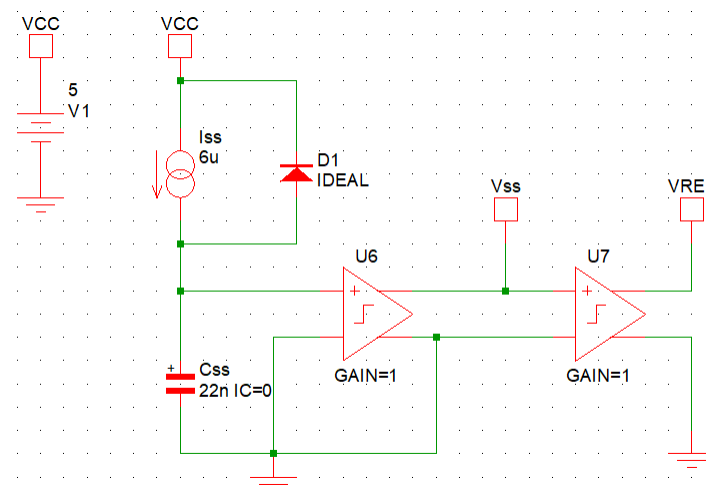 VCC
VCC
5
V1
Iss
6u
D1
IDEAL
Vss
VRE
U6
U7
+
+
GAIN=1
GAIN=1
+
Css
22n IC=0